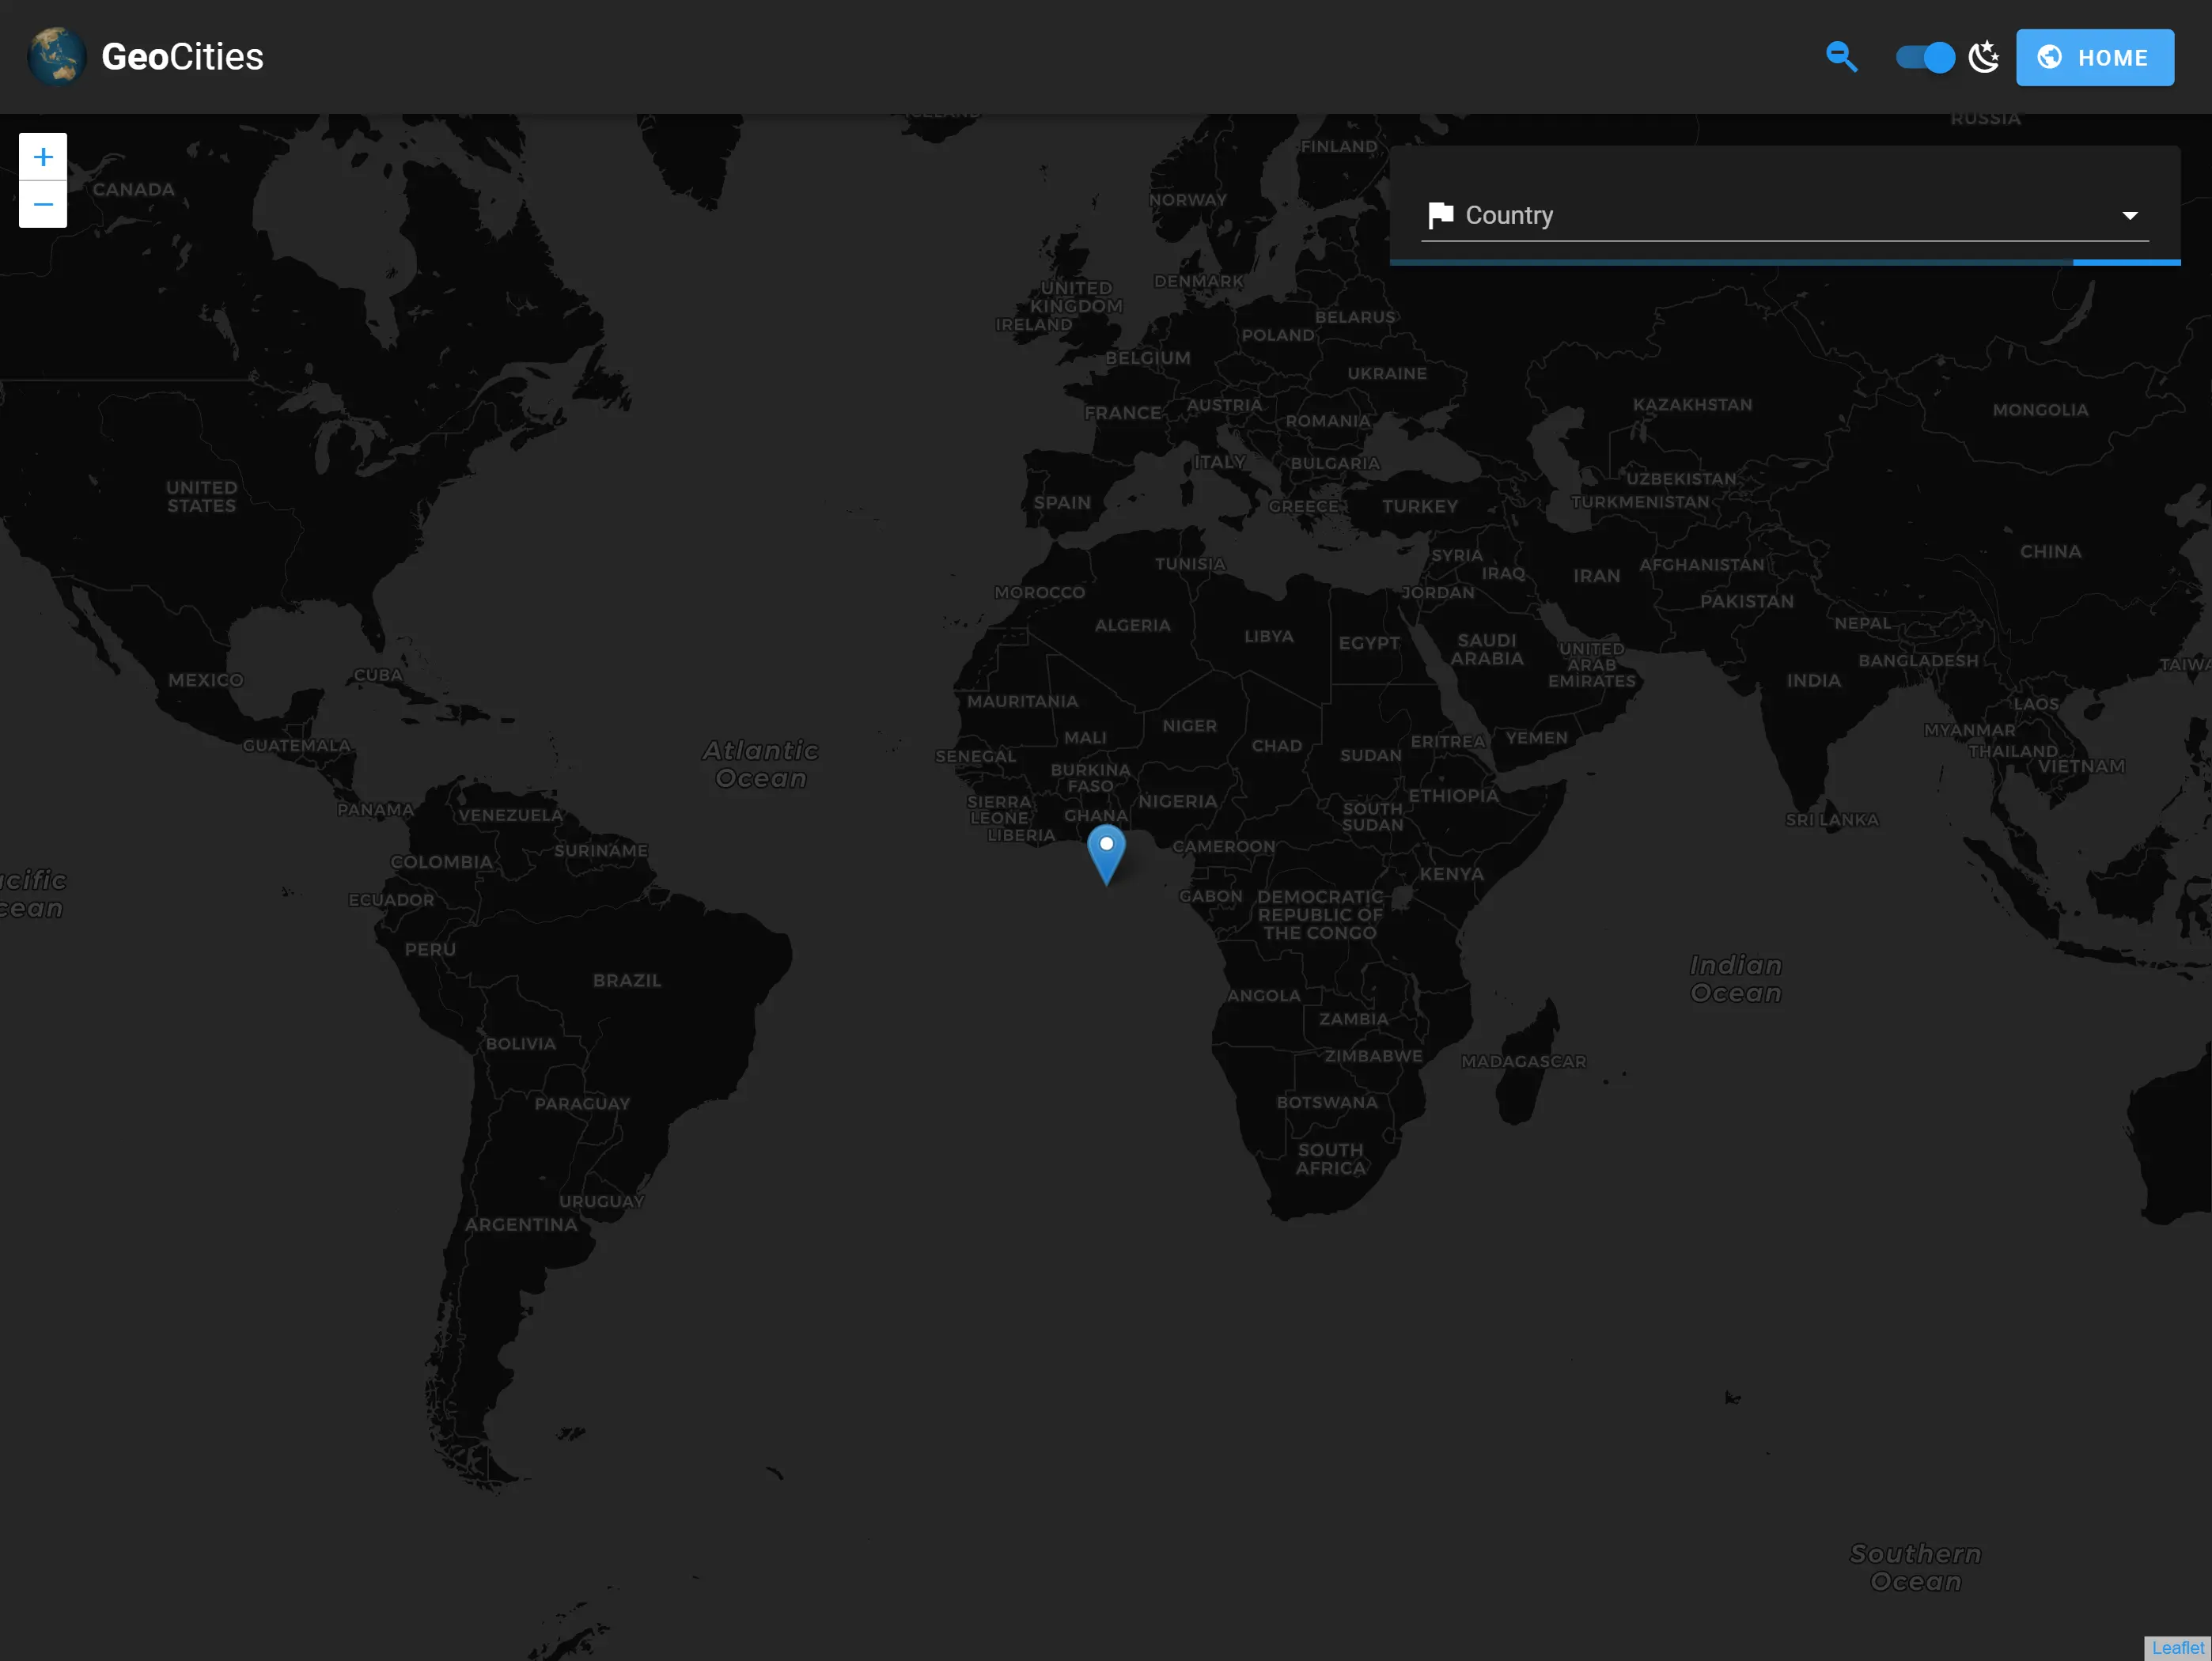 GeoCities
HOME
+
−
Country
RUSSIA
FINLAND
CANADA
NORWAY
DENMARK
UNITED
KINGDOM
IRELAND
BELARUS
POLAND
BELGIUM
UKRAINE
FRANCE
AUSTRIA
ROMANIA
KAZAKHSTAN
MONGOLIA
ITALY
BULGARIA
UZBEKISTAN
UNITED
STATES
SPAIN
GREECE
TURKEY
TURKMENISTAN
SYRIA
CHINA
TUNISIA
IRAQ
IRAN
AFGHANISTAN
MOROCCO
JORDAN
PAKISTAN
ALGERIA
LIBYA
EGYPT
SAUDI
ARABIA
NEPAL
UNITED
ARAB
EMIRATES
BANGLADESH
MEXICO
CUBA
INDIA
MAURITANIA
LAOS
NIGER
MYANMAR
GUATEMALA
Atlantic
Ocean
MALI
CHAD
ERITREA
YEMEN
THAILAND
SENEGAL
SUDAN
VIETNAM
BURKINA
FASO
PANAMA
VENEZUELA
SIERRA
LEONE
LIBERIA
GHANA
NIGERIA
ETHIOPIA
SOUTH
SUDAN
SRI LANKA
COLOMBIA
SURINAME
CAMEROON
KENYA
ECUADOR
GABON
DEMOCRATIC
REPUBLIC OF
THE CONGO
PERU
BRAZIL
Indian
Ocean
ANGOLA
ZAMBIA
BOLIVIA
ZIMBABWE
MADAGASCAR
PARAGUAY
BOTSWANA
SOUTH
AFRICA
URUGUAY
ARGENTINA
Southern
Ocean
Leaflet